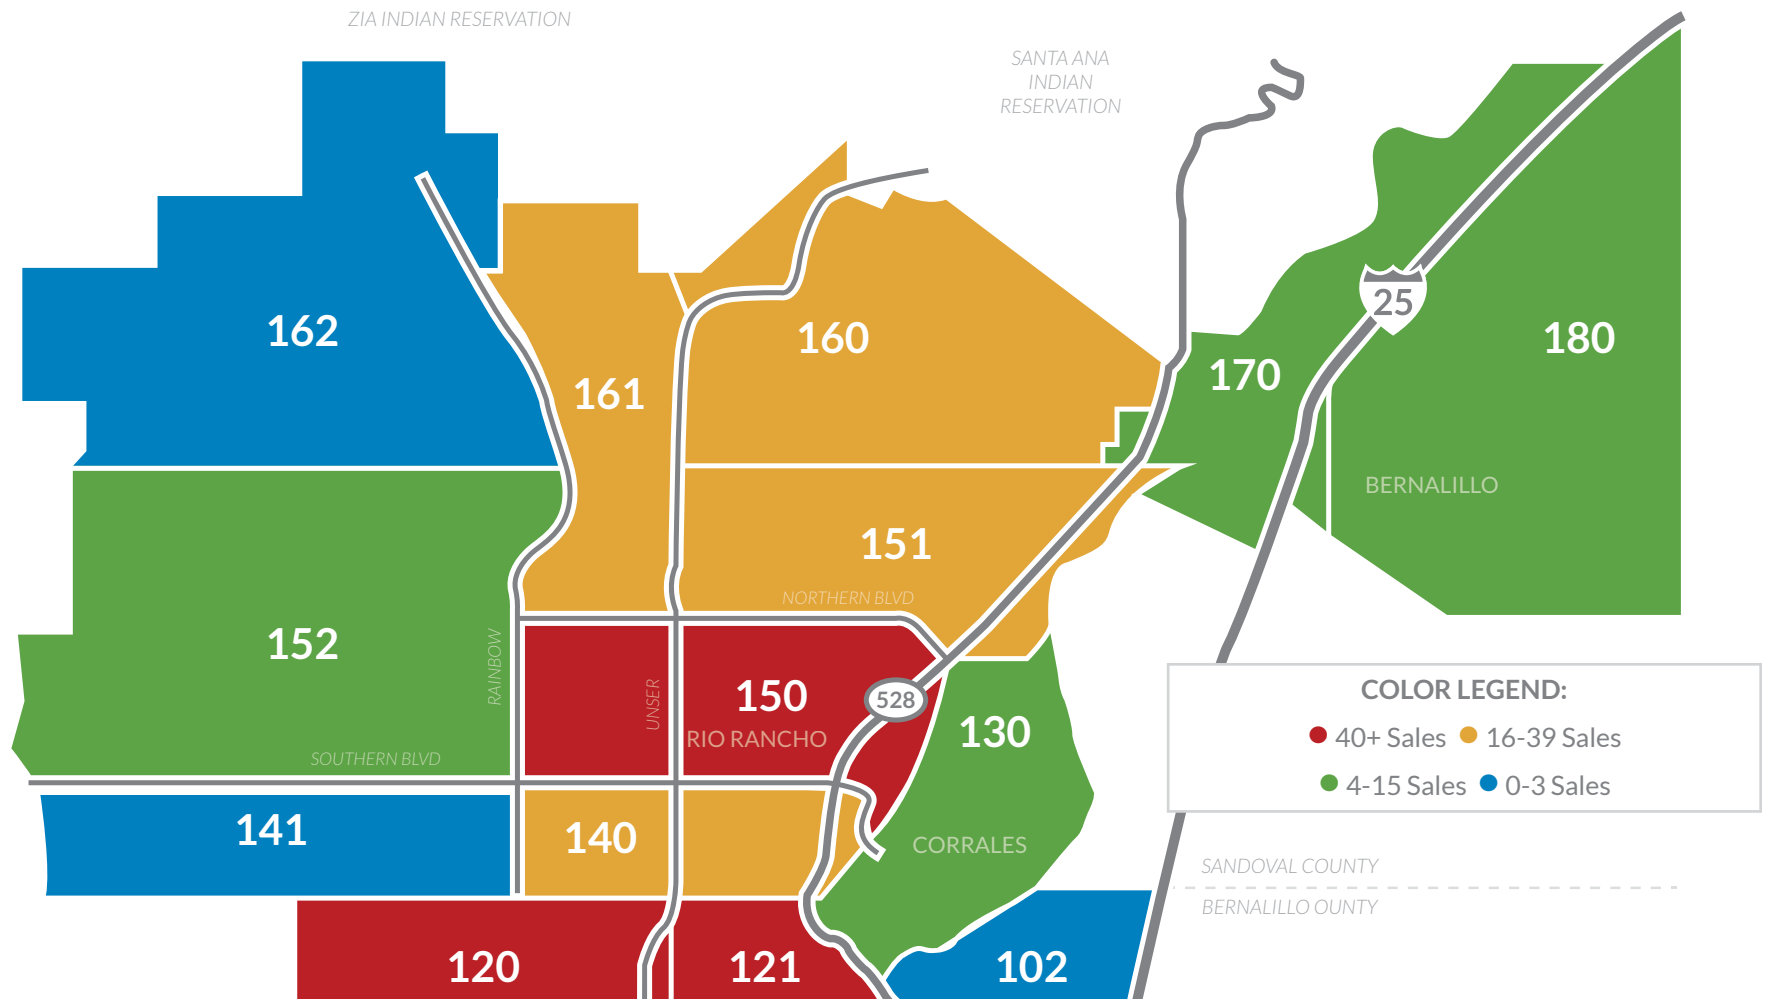 ZIA INDIAN RESERVATION
SANTA ANA
INDIAN
RESERVATION
25
162
160
180
170
161
BERNALILLO
151
NORTHERN BLVD
152
RAINBOW
UNSER
150
528
RIO RANCHO
130
SOUTHERN BLVD
COLOR LEGEND:
40+ Sales 16-39 Sales
4-15 Sales 0-3 Sales
141
140
CORRALES
SANDOVAL COUNTY
BERNALILLO OUNTY
120
121
102